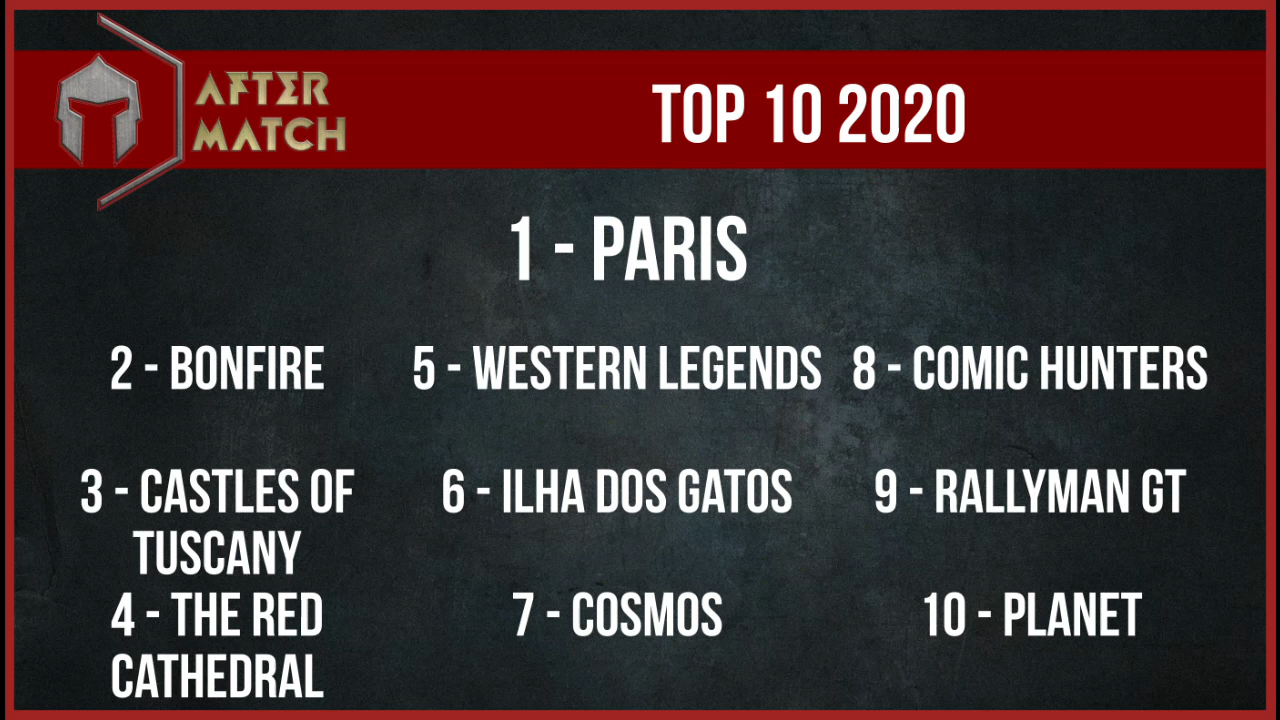 AFTER
MATCH
TOP 10 2020
1 - PARIS
2 - BONFIRE
3 - CASTLES OF
TUSCANY
4 - THE RED
CATHEDRAL
5 - WESTERN LEGENDS
6 - ILHA DOS GATOS
7 - COSMOS
8 - COMIC HUNTERS
9 - RALLYMAN GT
10 - PLANET